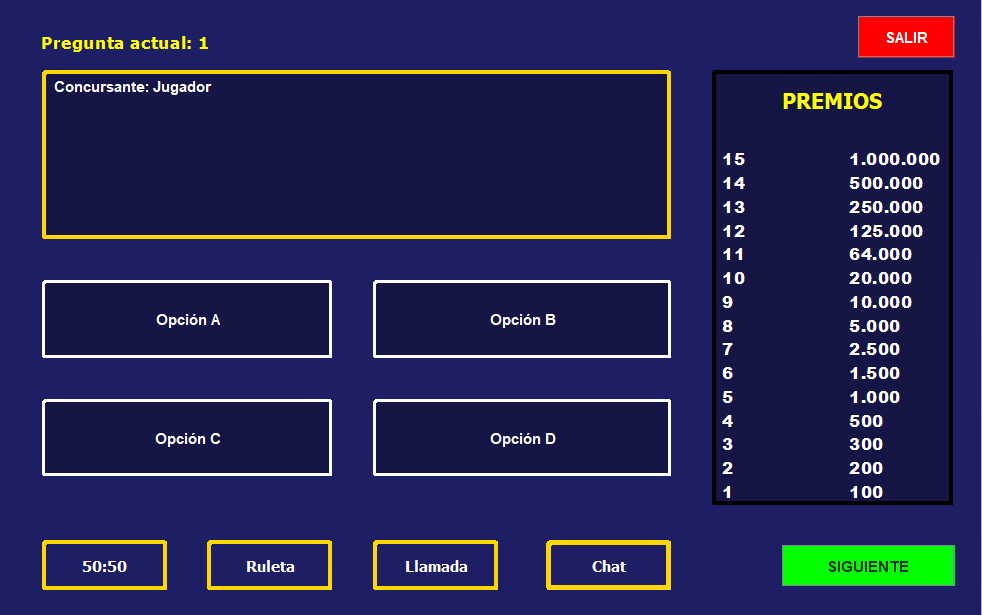 Pregunta actual: 1
SALIR
Concursante: Jugador
PREMIOS
15 1.000.000
14 500.000
13 250.000
12 125.000
11 64.000
10 20.000
9 10.000
8 5.000
7 2.500
6 1.500
5 1.000
4 500
3 300
2 200
1 100
Opción A
Opción B
Opción C
Opción D
50:50
Ruleta
Llamada
Chat
SIGUIENTE